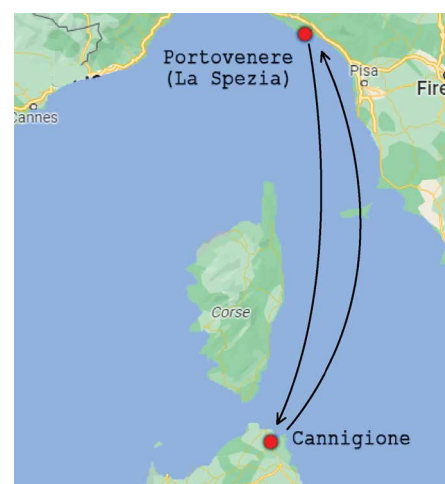 Portovenere
(La Spezia)
Pisa
Fire
Cannes
Corse
Cannigione